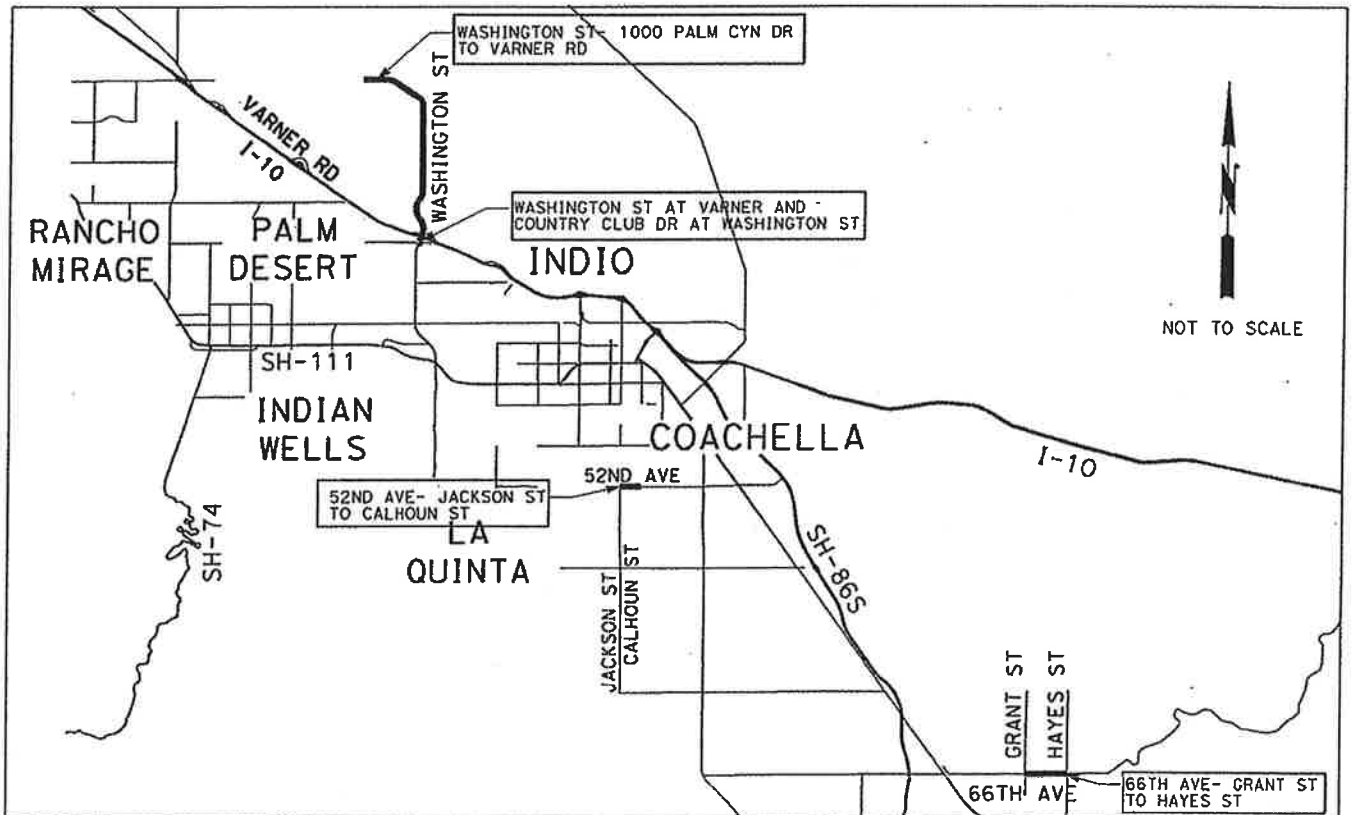 WASHINGTON ST- 1000 PALM CYN DR
TO VARNER RD
WASHINGTON ST
VARNER RD
I-10
WASHINGTON ST AT VARNER AND
COUNTRY CLUB DR AT WASHINGTON ST
RANCHO
MIRAGE
PALM
DESERT
INDIO
N
NOT TO SCALE
SH-111
INDIAN
WELLS
COACHELLA
I-10
52ND AVE
52ND AVE- JACKSON ST
TO CALHOUN ST
LA
QUINTA
SH-74
JACKSON ST
CALHOUN ST
SH-86S
GRANT ST
HAYES ST
66TH AVE
66TH AVE- GRANT ST
TO HAYES ST